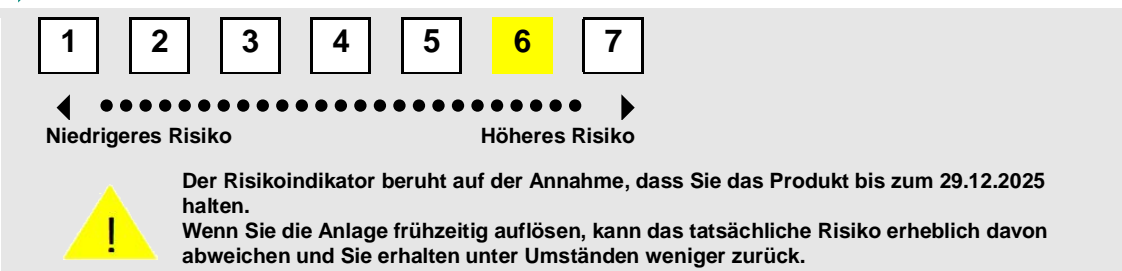 1 2 3 4 5 6 7
Niedrigeres Risiko Höheres Risiko
Der Risikoindikator beruht auf der Annahme, dass Sie das Produkt bis zum 29.12.2025
halten.
!
Wenn Sie die Anlage frühzeitig auflösen, kann das tatsächliche Risiko erheblich davon
abweichen und Sie erhalten unter Umständen weniger zurück.